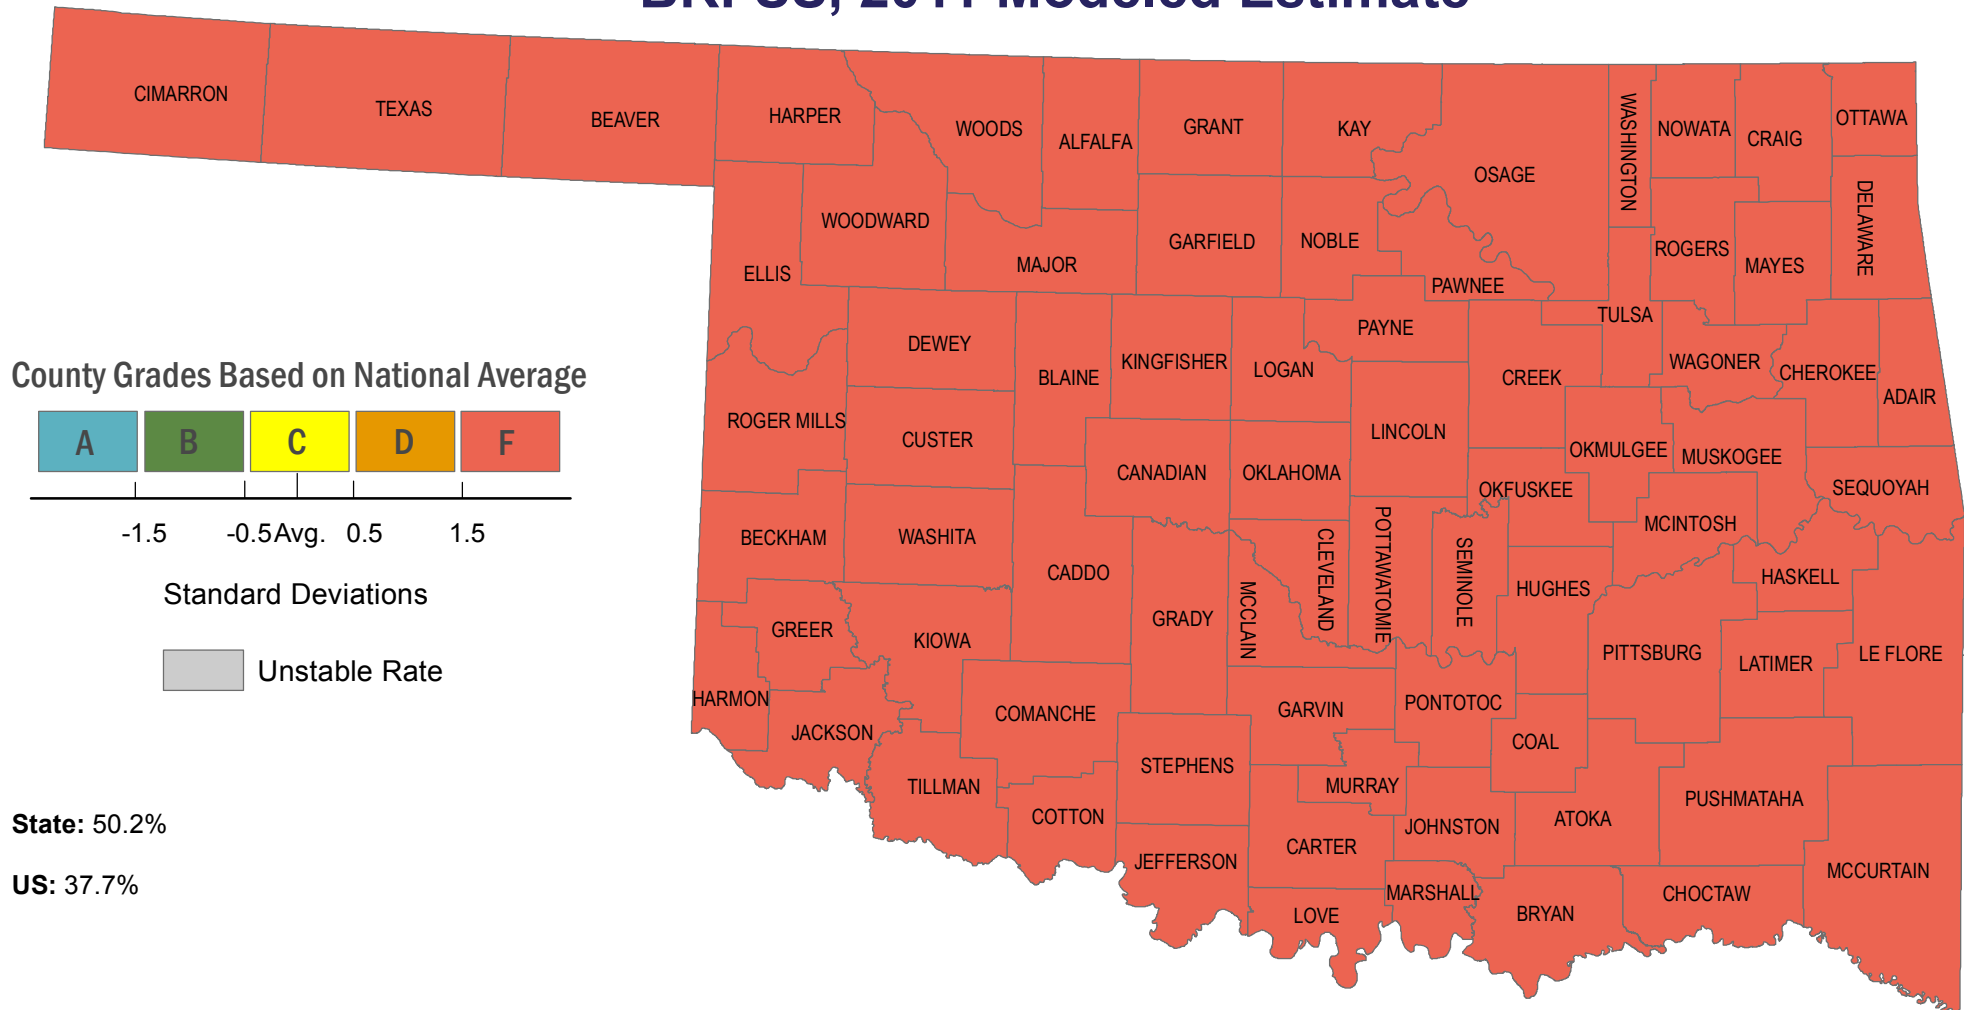 BRFSS, 2011 Modeled Estimate
CIMARRON
TEXAS
BEAVER
HARPER
WOODS
ALFALFA
GRANT
KAY
OSAGE
WASHINGTON
NOWATA
CRAIG
OTTAWA
DELAWARE
WOODWARD
ELLIS
MAJOR
GARFIELD
NOBLE
PAWNEE
ROGERS
MAYES
TULSA
DEWEY
BLAINE
KINGFISHER
LOGAN
PAYNE
CREEK
WAGONER
CHEROKEE
ADAIR
County Grades Based on National Average
A
B
C
D
F
-1.5
-0.5
Avg.
0.5
1.5
Standard Deviations
Unstable Rate
ROGER MILLS
CUSTER
CANADIAN
OKLAHOMA
LINCOLN
OKMULGEE
MUSKOGEE
SEQUOYAH
OKFUSKEE
MCINTOSH
BECKHAM
WASHITA
CADDO
GRADY
MCCLAIN
CLEVELAND
POTTAWATOMIE
SEMINOLE
HUGHES
HASKELL
GREER
KIOWA
PITTSBURG
LATIMER
LE FLORE
HARMON
JACKSON
COMANCHE
GARVIN
PONTOTOC
COAL
STEPHENS
TILLMAN
MURRAY
COTTON
CARTER
JOHNSTON
ATOKA
PUSHMATAHA
JEFFERSON
LOVE
MARSHALL
BRYAN
CHOCTAW
MCCURTAIN
State: 50.2%
US: 37.7%